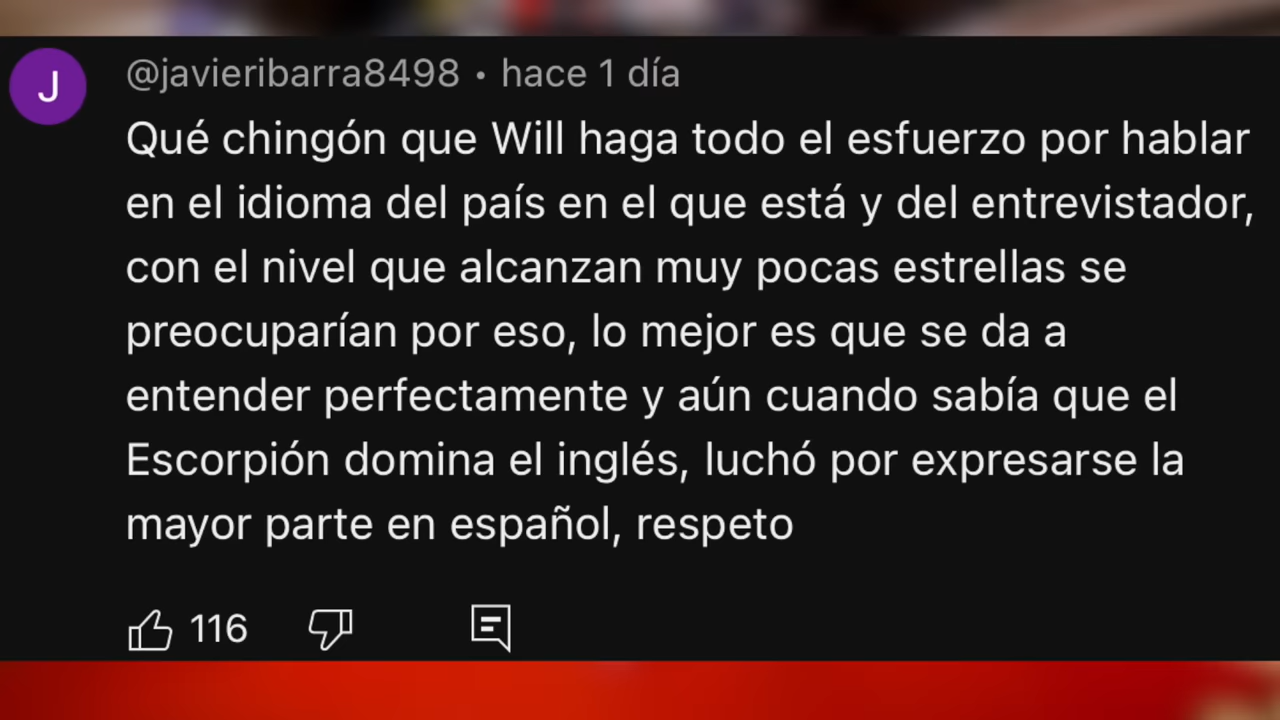 J
@javieribarra8498 • hace 1 día
Qué chingón que Will haga todo el esfuerzo por hablar
en el idioma del país en el que está y del entrevistador,
con el nivel que alcanzan muy pocas estrellas se
preocuparían por eso, lo mejor es que se da a
entender perfectamente y aún cuando sabía que el
Escorpión domina el inglés, luchó por expresarse la
mayor parte en español, respeto
116